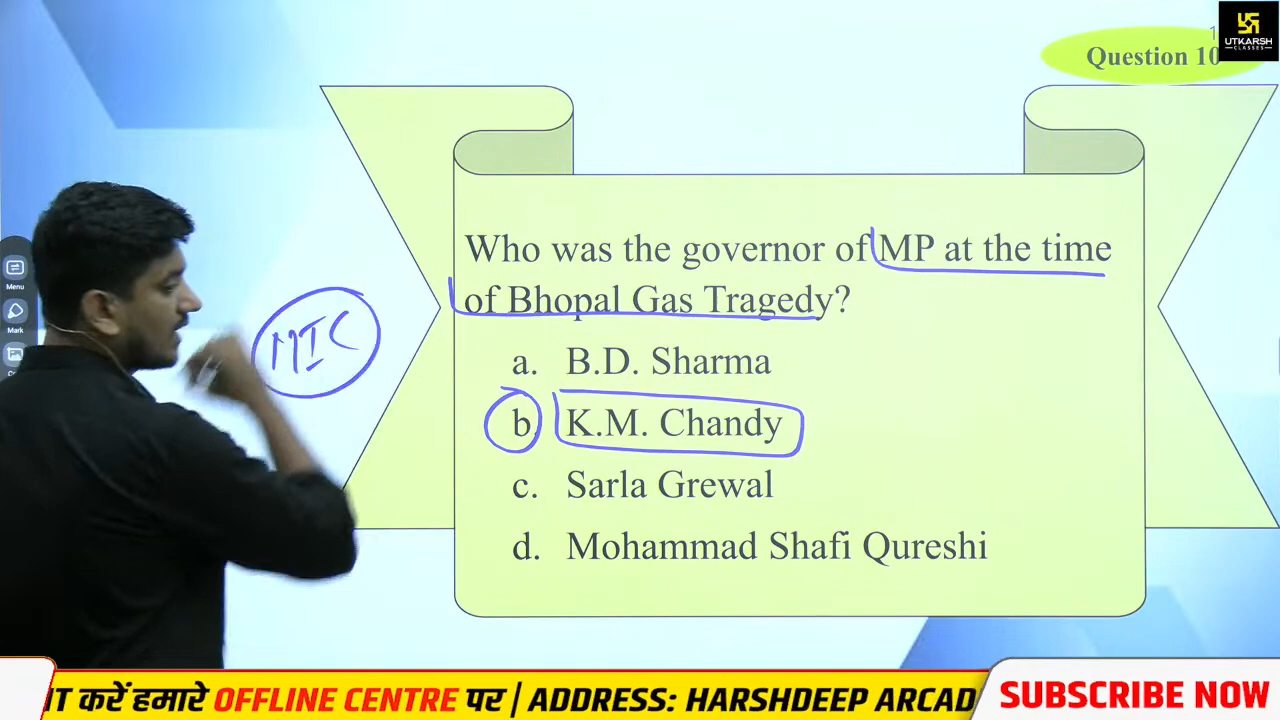 UTKARSH
CLASSES
Question 10
Who was the governor of MP at the time
of Bhopal Gas Tragedy?
a. B.D. Sharma
b. K.M. Chandy
c. Sarla Grewal
d. Mohammad Shafi Qureshi
MIC
Menu
Mark
करें हमारे OFFLINE CENTRE पर | ADDRESS: HARSHDEEP ARCAD
SUBSCRIBE NOW